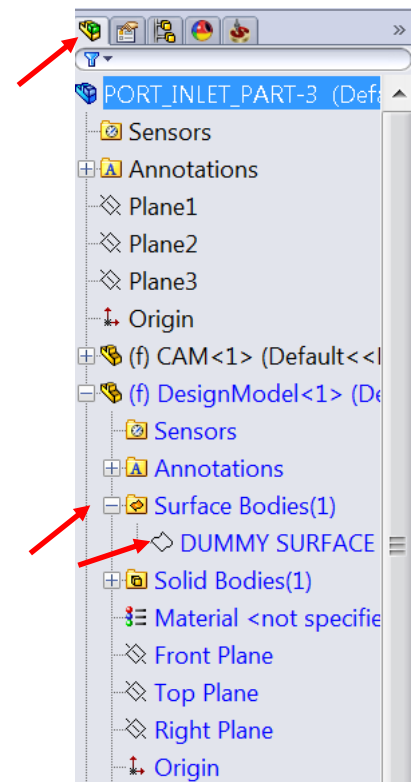 »
PORT_INLET_PART-3 (Defa
Sensors
A Annotations
Plane1
Plane2
Plane3
Origin
(f) CAM<1> (Default<<I
(f) DesignModel<1> (De
Sensors
A Annotations
Surface Bodies(1)
DUMMY SURFACE
Solid Bodies(1)
Material <not specifie
Front Plane
Top Plane
Right Plane
Origin